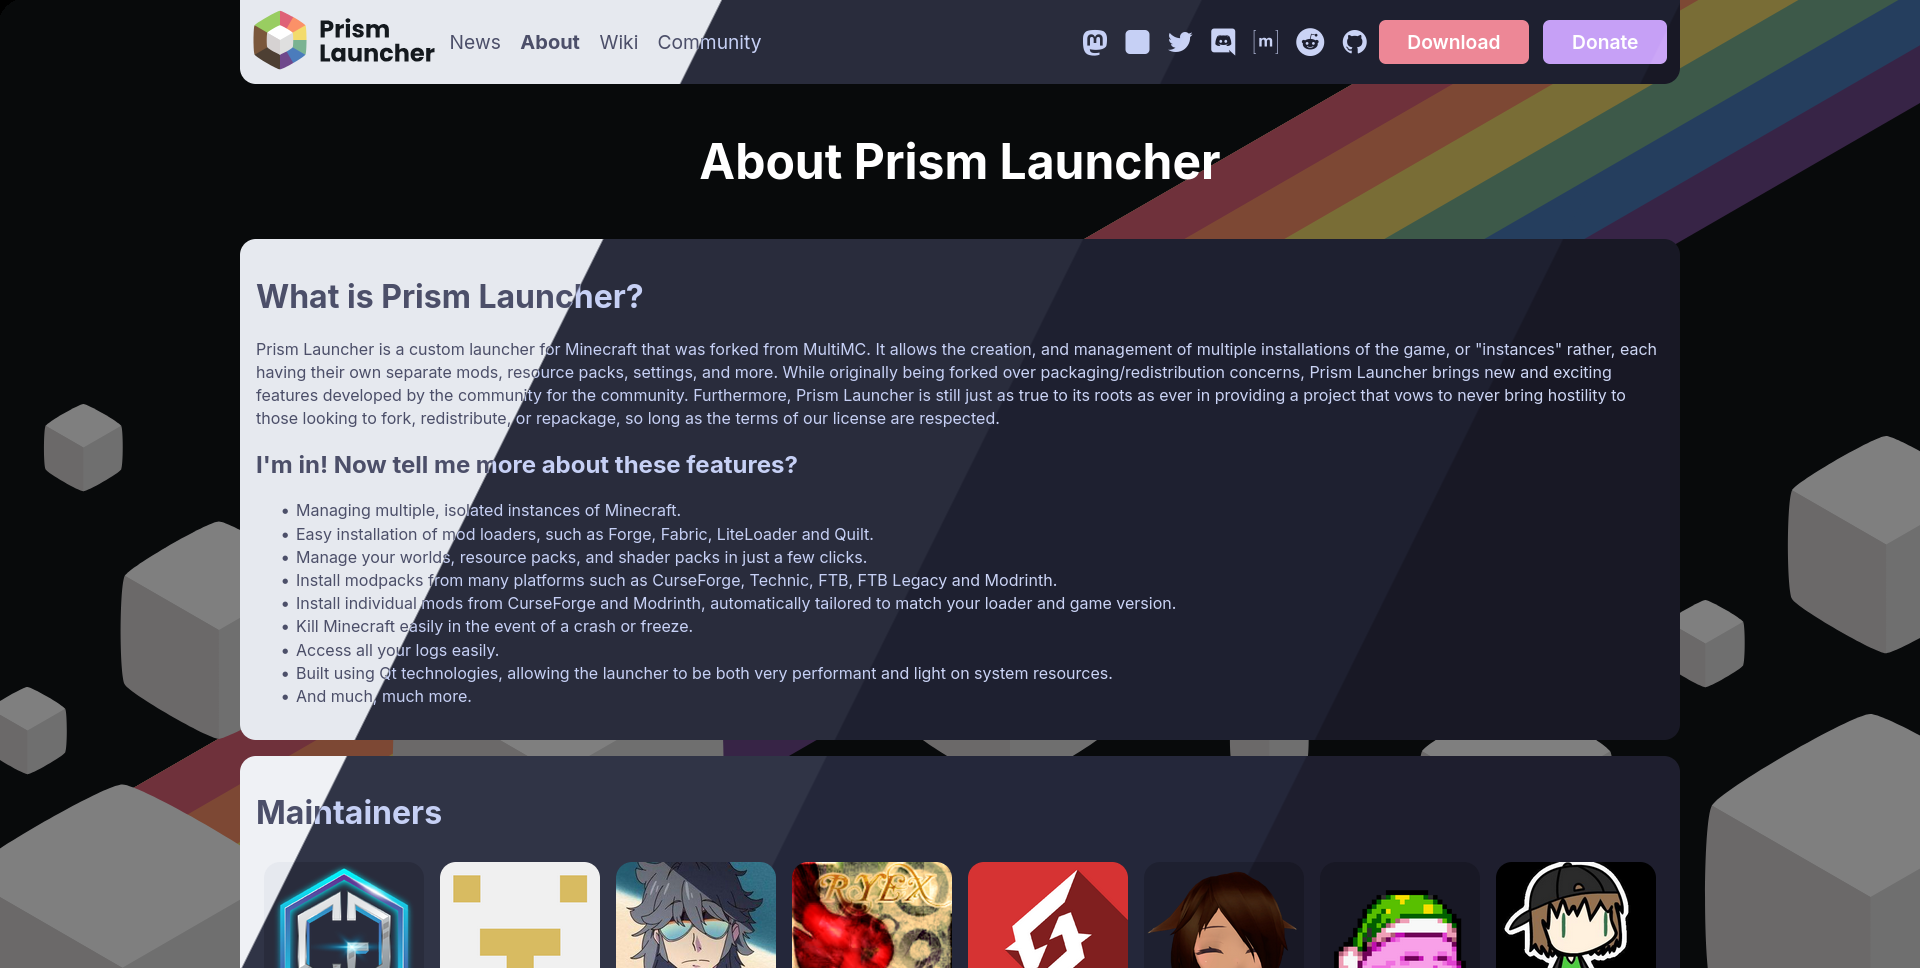 Prism
Launcher
News About Wiki Community
[m]
Download
Donate
About Prism Launcher
What is Prism Launcher?
Prism Launcher is a custom launcher for Minecraft that was forked from MultiMC. It allows the creation, and management of multiple installations of the game, or "instances" rather, each
having their own separate mods, resource packs, settings, and more. While originally being forked over packaging/redistribution concerns, Prism Launcher brings new and exciting
features developed by the community for the community. Furthermore, Prism Launcher is still just as true to its roots as ever in providing a project that vows to never bring hostility to
those looking to fork, redistribute, or repackage, so long as the terms of our license are respected.
I'm in! Now tell me more about these features?
• Managing multiple, isolated instances of Minecraft.
• Easy installation of mod loaders, such as Forge, Fabric, LiteLoader and Quilt.
• Manage your worlds, resource packs, and shader packs in just a few clicks.
• Install modpacks from many platforms such as CurseForge, Technic, FTB, FTB Legacy and Modrinth.
• Install individual mods from CurseForge and Modrinth, automatically tailored to match your loader and game version.
• Kill Minecraft easily in the event of a crash or freeze.
• Access all your logs easily.
• Built using Qt technologies, allowing the launcher to be both very performant and light on system resources.
• And much, much more.
Maintainers
RYEX